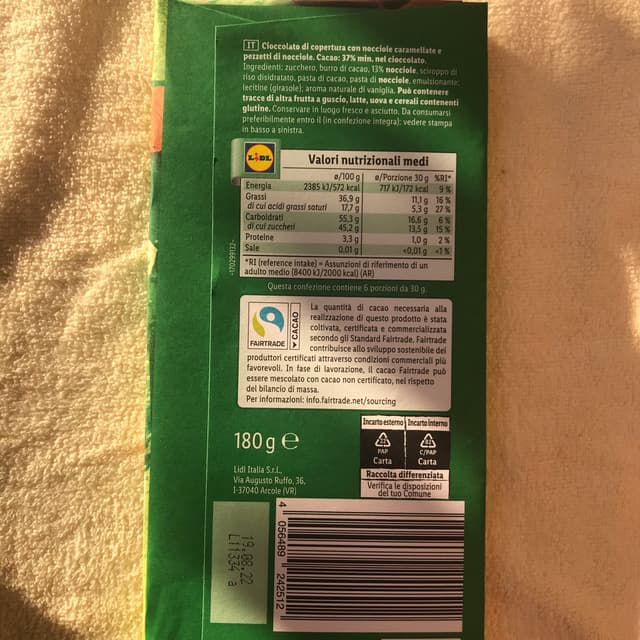 IT Cioccolato di copertura con nocciole caramellate e
pezzetti di nocciole. Cacao: 37% min. nel cioccolato.
Ingredienti: zucchero, burro di cacao, 13% nocciole, sciroppo di
riso disidratato, pasta di cacao, pasta di nocciole, emulsionante:
lecitine (girasole); aroma naturale di vaniglia. Può contenere
tracce di altra frutta a guscio, latte, uova e cereali contenenti
glutine. Conservare in luogo fresco e asciutto. Da consumarsi
preferibilmente entro il (in confezione integra): vedere stampa
in basso a sinistra.
LIDL Valori nutrizionali medi
ø/100 g ø/Porzione 30 g %RI*
Energia 2385 kJ/572 kcal 717 kJ/172 kcal 9 %
Grassi 36,9 g 11,1 g 16 %
di cui acidi grassi saturi 17,7 g 5,3 g 27 %
Carboidrati 55,3 g 16,6 g 6 %
di cui zuccheri 45,2 g 13,5 g 15 %
Proteine 3,3 g 1,0 g 2 %
Sale 0,01 g <0,01 g <1 %
*RI (reference intake) = Assunzioni di riferimento di un
adulto medio (8400 kJ/2000 kcal) (AR)
Questa confezione contiene 6 porzioni da 30 g.
FAIRTRADE
CACAO
La quantità di cacao necessaria alla
realizzazione di questo prodotto è stata
coltivata, certificata e commercializzata
secondo gli Standard Fairtrade. Fairtrade
contribuisce allo sviluppo sostenibile dei
produttori certificati attraverso condizioni commerciali più
favorevoli. In fase di lavorazione, il cacao Fairtrade può
essere mescolato con cacao non certificato, nel rispetto
del bilancio di massa.
Per informazioni: info.fairtrade.net/sourcing
180 g e
Incarto esterno Incarto interno
PAP C/PAP
Carta Carta
Raccolta differenziata
Verifica le disposizioni
del tuo Comune
Lidl Italia S.r.l.,
Via Augusto Ruffo, 36,
I-37040 Arcole (VR)
19.08.22
L11334 a
4 056489 242512